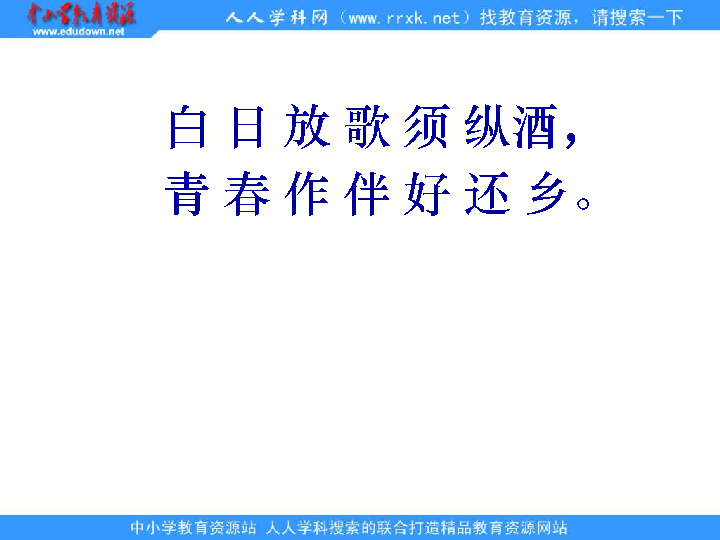 中小学教育资源
www.edudown.net
人人学科网（www.rrxk.net）找教育资源，请搜索一下
白日放歌须纵酒，
青春作伴好还乡。
中小学教育资源站 人人学科搜索的联合打造精品教育资源网站